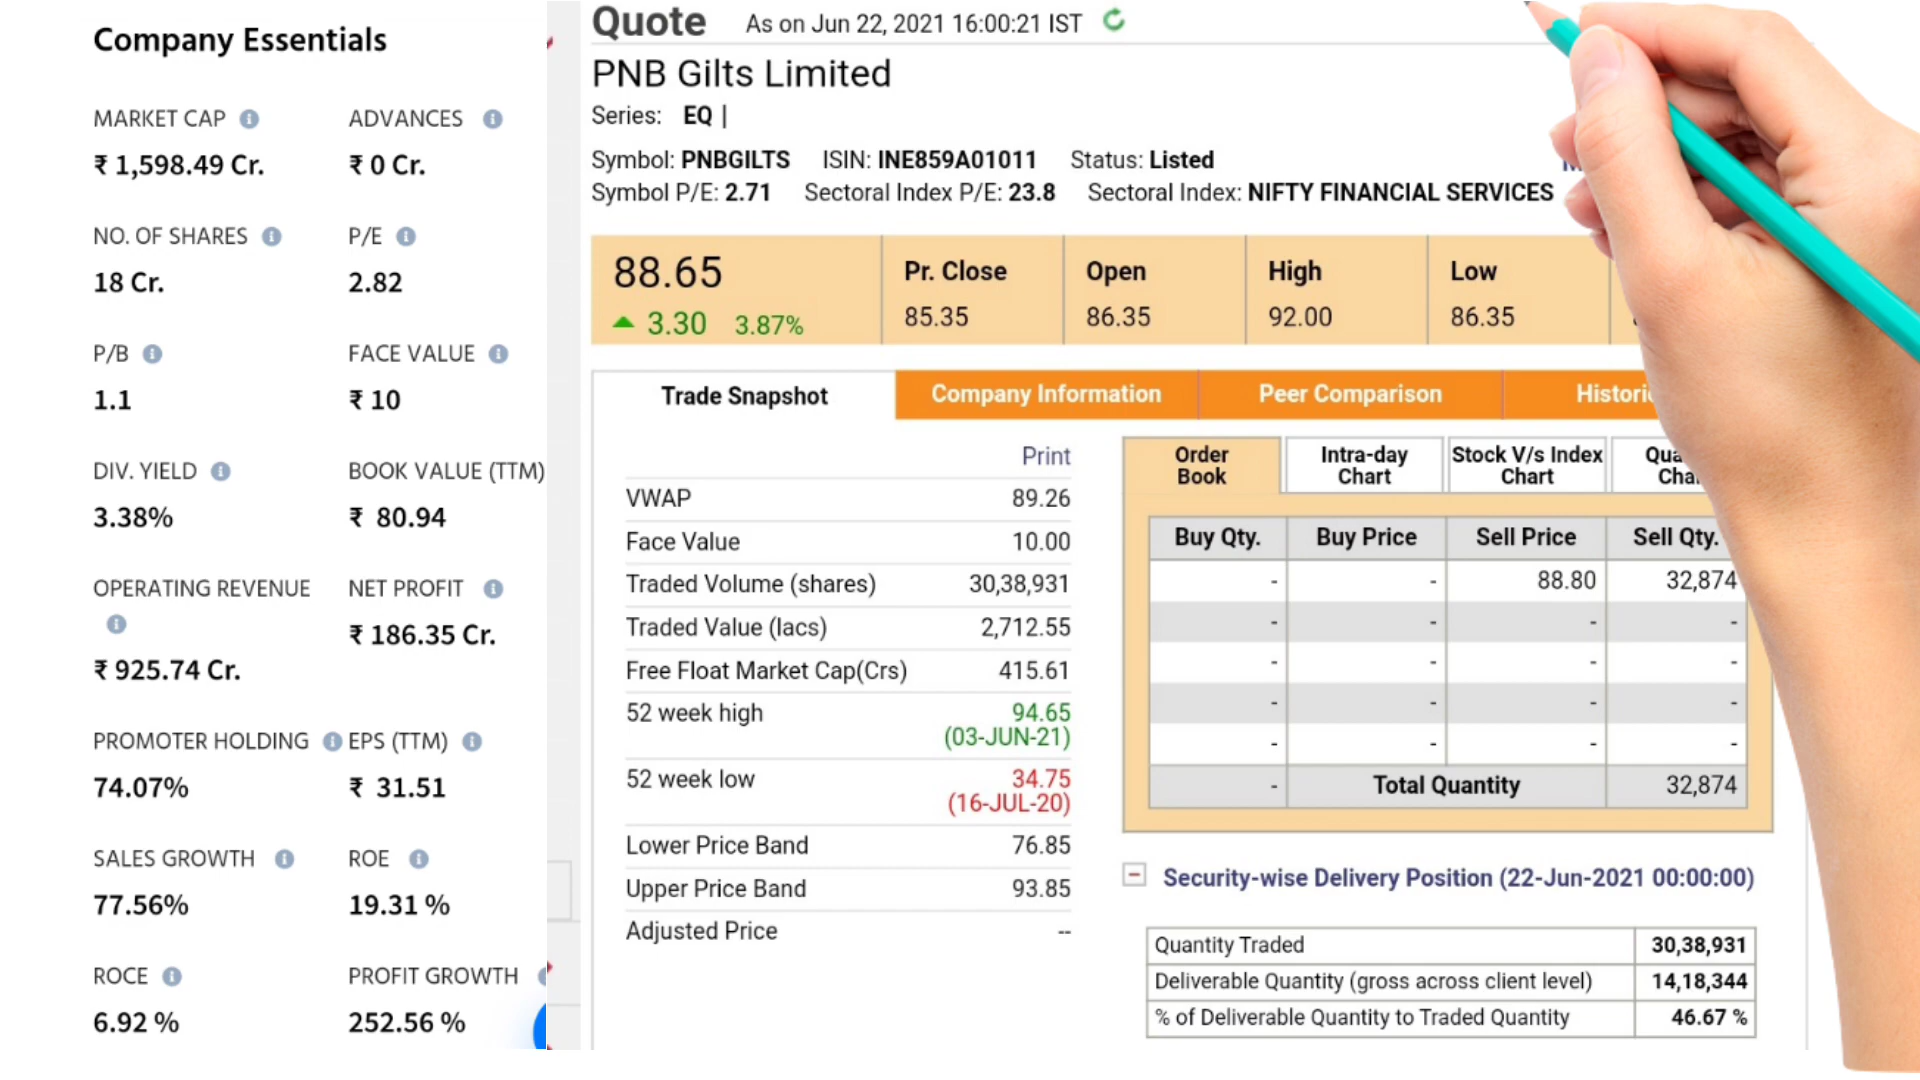 Company Essentials
MARKET CAP
ADVANCES
₹ 1,598.49 Cr.
₹ 0 Cr.
NO. OF SHARES
P/E
18 Cr.
2.82
P/B
FACE VALUE
1.1
₹ 10
DIV. YIELD
BOOK VALUE (TTM)
3.38%
₹ 80.94
OPERATING REVENUE
NET PROFIT
₹ 925.74 Cr.
₹ 186.35 Cr.
PROMOTER HOLDING
EPS (TTM)
74.07%
₹ 31.51
SALES GROWTH
ROE
77.56%
19.31 %
ROCE
PROFIT GROWTH
6.92 %
252.56 %
Quote As on Jun 22, 2021 16:00:21 IST
PNB Gilts Limited
Series: EQ |
Symbol: PNBGILTS ISIN: INE859A01011 Status: Listed
Symbol P/E: 2.71 Sectoral Index P/E: 23.8 Sectoral Index: NIFTY FINANCIAL SERVICES
88.65
3.30 3.87%
Pr. Close Open High Low
85.35 86.35 92.00 86.35
Trade Snapshot Company Information Peer Comparison
Print
VWAP 89.26
Face Value 10.00
Traded Volume (shares) 30,38,931
Traded Value (lacs) 2,712.55
Free Float Market Cap(Crs) 415.61
52 week high 94.65
(03-JUN-21)
52 week low 34.75
(16-JUL-20)
Lower Price Band 76.85
Upper Price Band 93.85
Adjusted Price --
Order
Book
Intra-day
Chart
Stock V/s Index
Chart
Buy Qty. Buy Price Sell Price Sell Qty.
- - 88.80 32,874
- - - -
- - - -
- - - -
- - - -
- Total Quantity 32,874
Security-wise Delivery Position (22-Jun-2021 00:00:00)
Quantity Traded 30,38,931
Deliverable Quantity (gross across client level) 14,18,344
% of Deliverable Quantity to Traded Quantity 46.67 %